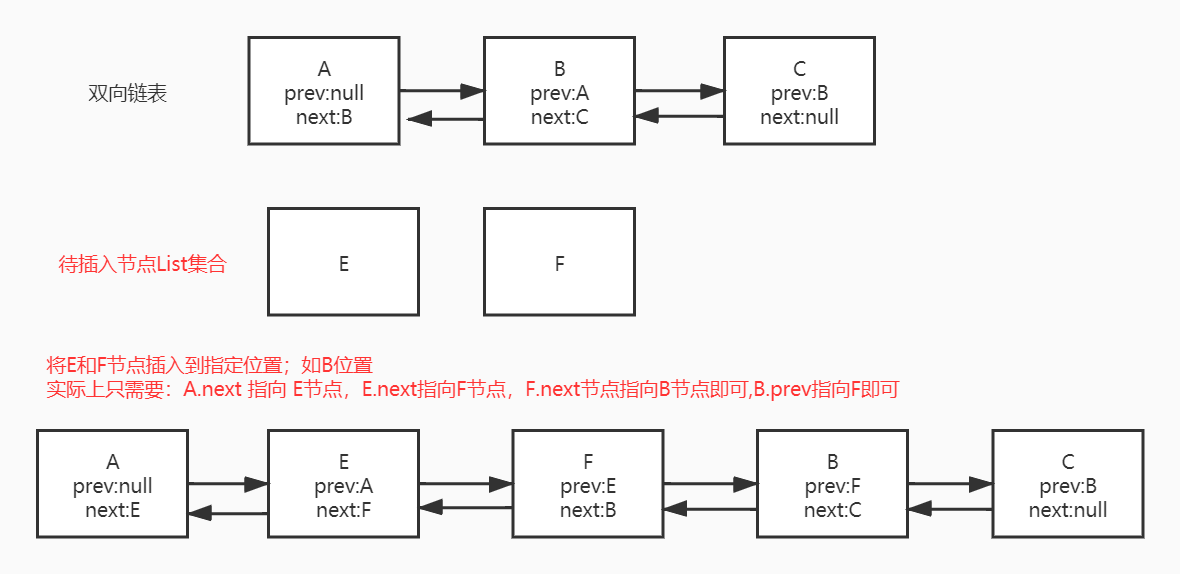 双向链表
A
prev:null
next:B
B
prev:A
next:C
C
prev:B
next:null
待插入节点List集合
E
F
将E和F节点插入到指定位置；如B位置
实际上只需要：A.next 指向 E节点，E.next指向F节点，F.next节点指向B节点即可,B.prev指向F即可
A
prev:null
next:E
E
prev:A
next:F
F
prev:E
next:B
B
prev:F
next:C
C
prev:B
next:null